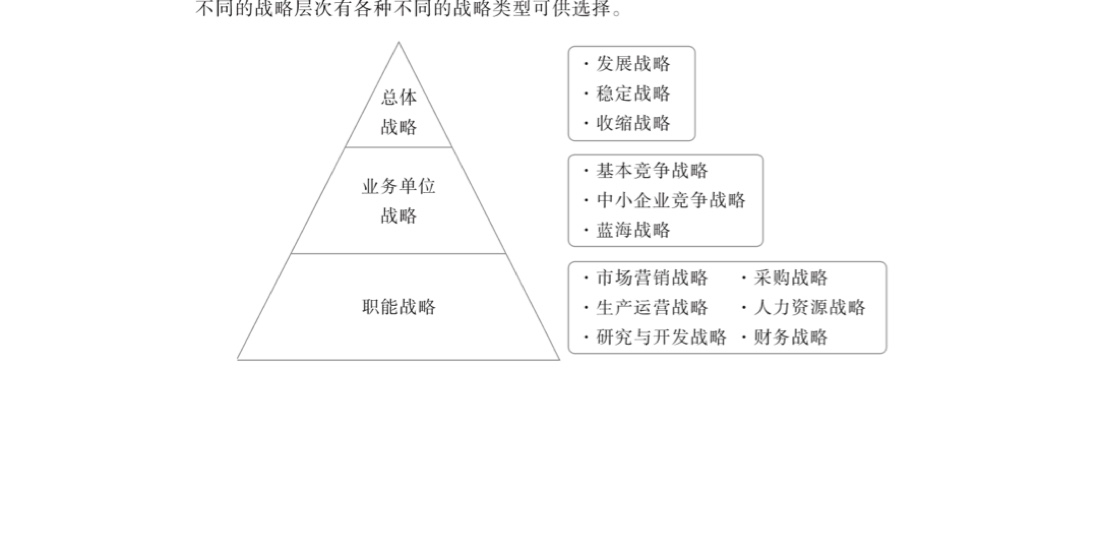 不同的战略层次有各种不同的战略类型可供选择。
总体
战略
· 发展战略
· 稳定战略
· 收缩战略
业务单位
战略
· 基本竞争战略
· 中小企业竞争战略
· 蓝海战略
职能战略
· 市场营销战略 · 采购战略
· 生产运营战略 · 人力资源战略
· 研究与开发战略 · 财务战略